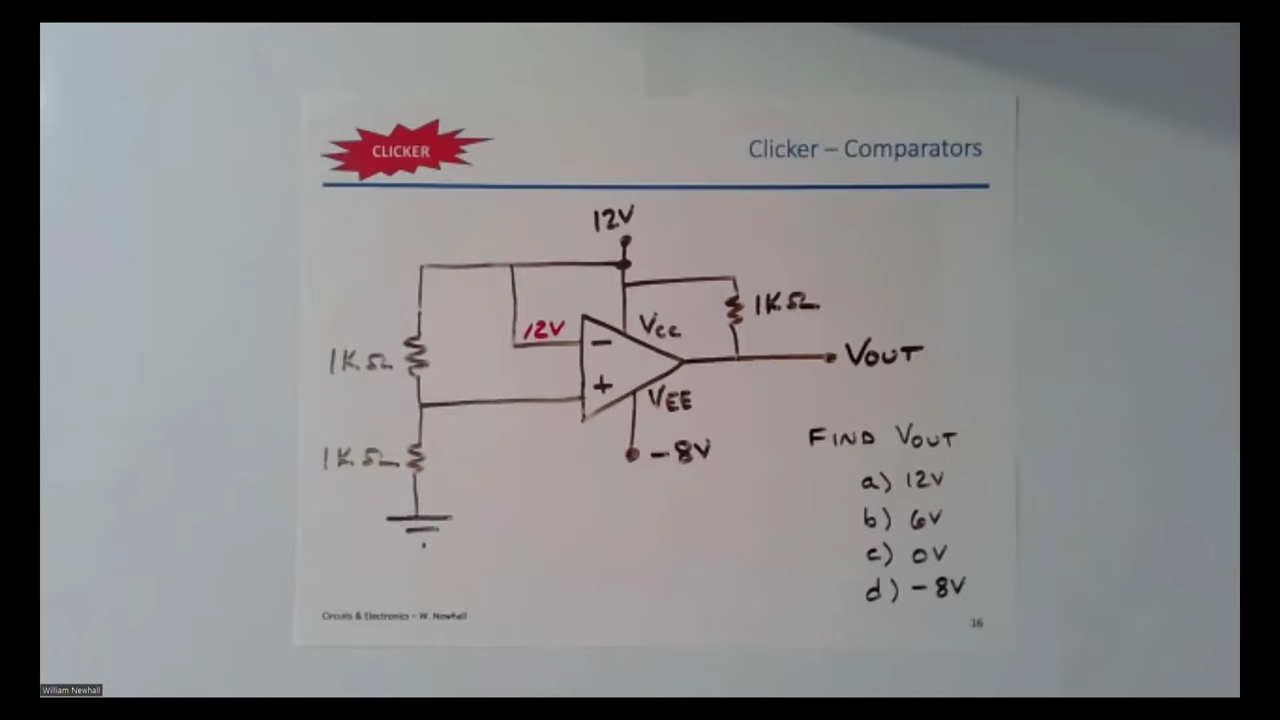 CLICKER
Clicker – Comparators
12V
1KΩ
12V
VCC
VOUT
1KΩ
VEE
-8V
1KΩ
FIND VOUT
a) 12V
b) 6V
c) 0V
d) -8V
Circuits & Electronics – W. Newhall
16
William Newhall